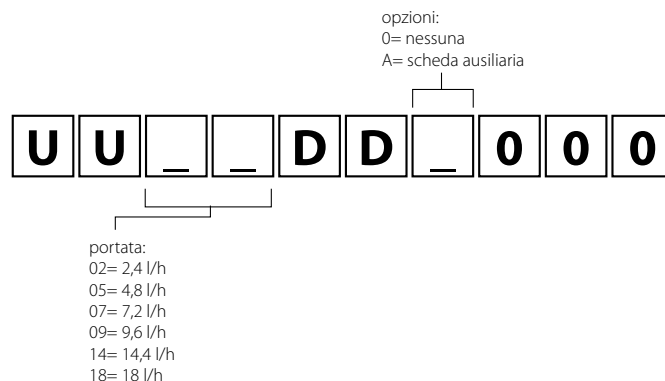 opzioni:
0= nessuna
A= scheda ausiliaria
U U _ _ D D _ 0 0 0
portata:
02= 2,4 l/h
05= 4,8 l/h
07= 7,2 l/h
09= 9,6 l/h
14= 14,4 l/h
18= 18 l/h